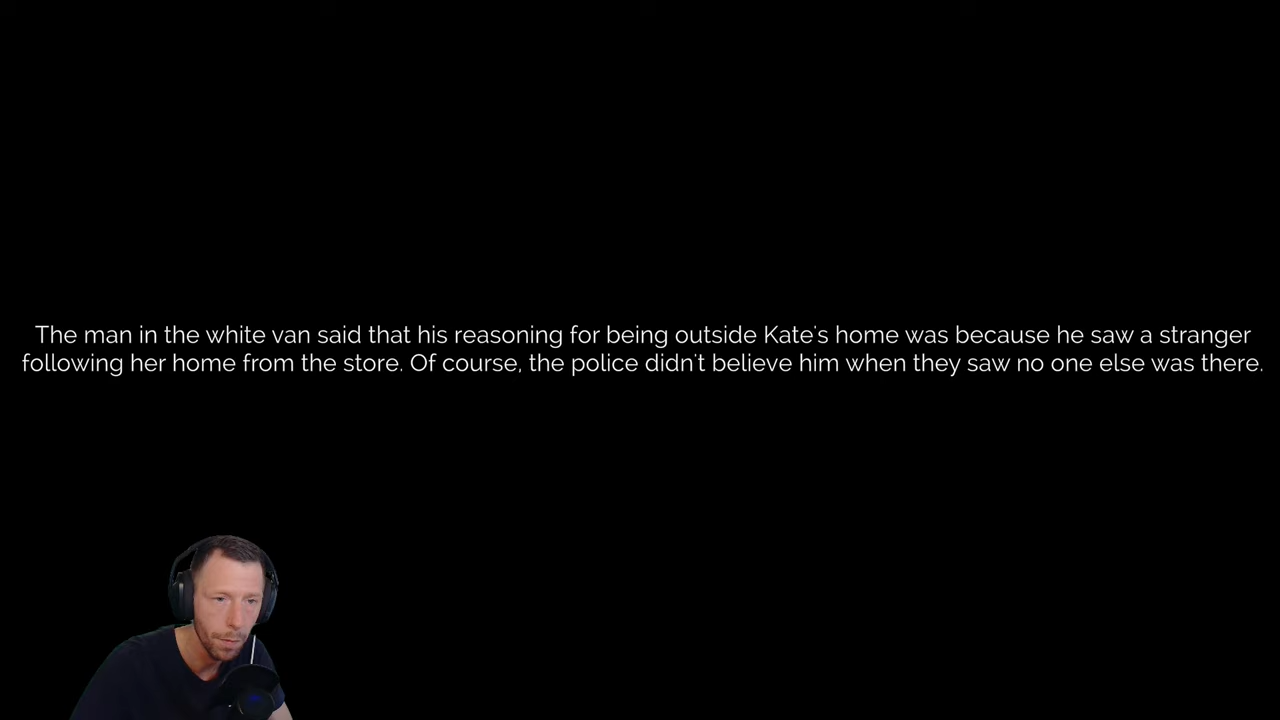 The man in the white van said that his reasoning for being outside Kate's home was because he saw a stranger
following her home from the store. Of course, the police didn't believe him when they saw no one else was there.